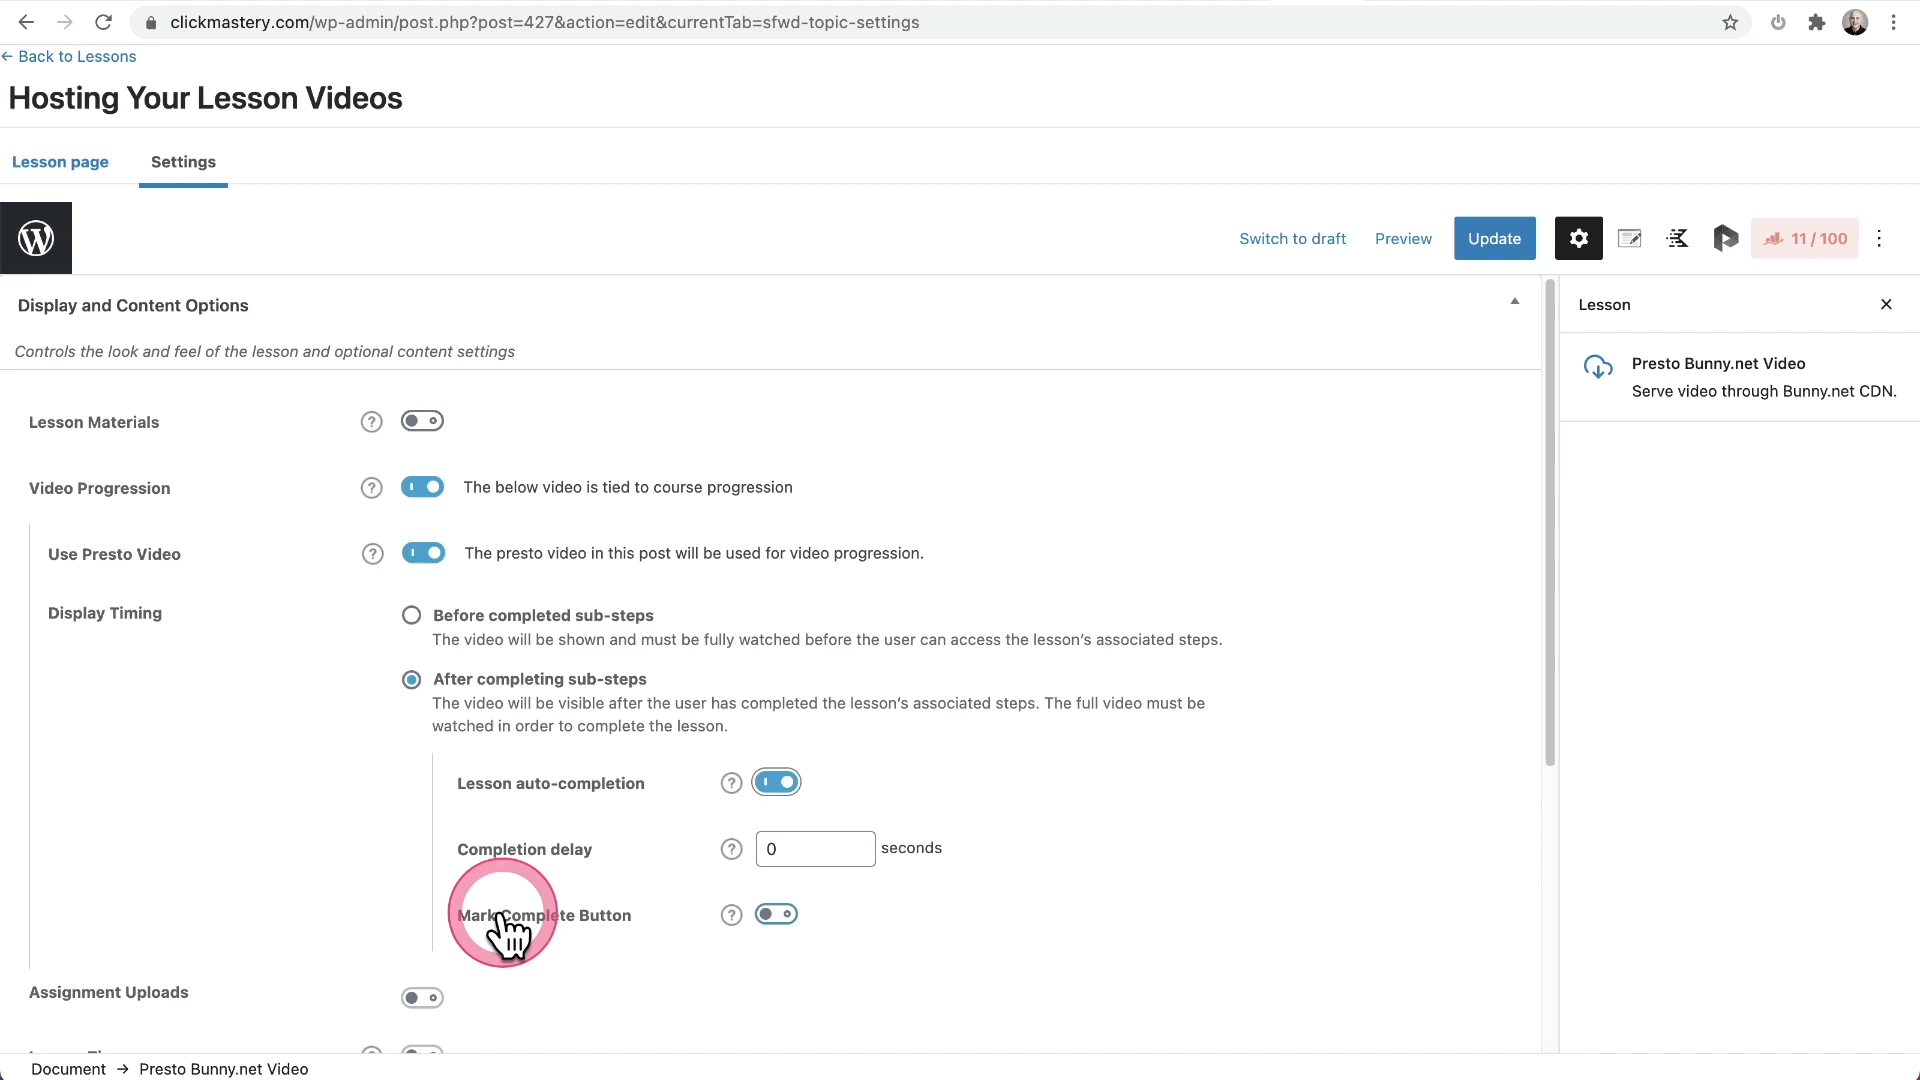 clickmastery.com/wp-admin/post.php?post=427&action=edit&currentTab=sfwd-topic-settings
← Back to Lessons
Hosting Your Lesson Videos
Lesson page
Settings
Switch to draft
Preview
Update
11 / 100
Display and Content Options
Controls the look and feel of the lesson and optional content settings
Lesson
Presto Bunny.net Video
Serve video through Bunny.net CDN.
Lesson Materials
Video Progression
The below video is tied to course progression
Use Presto Video
The presto video in this post will be used for video progression.
Display Timing
Before completed sub-steps
The video will be shown and must be fully watched before the user can access the lesson's associated steps.
After completing sub-steps
The video will be visible after the user has completed the lesson's associated steps. The full video must be
watched in order to complete the lesson.
Lesson auto-completion
Completion delay
0
seconds
Mark Complete Button
Assignment Uploads
Document → Presto Bunny.net Video